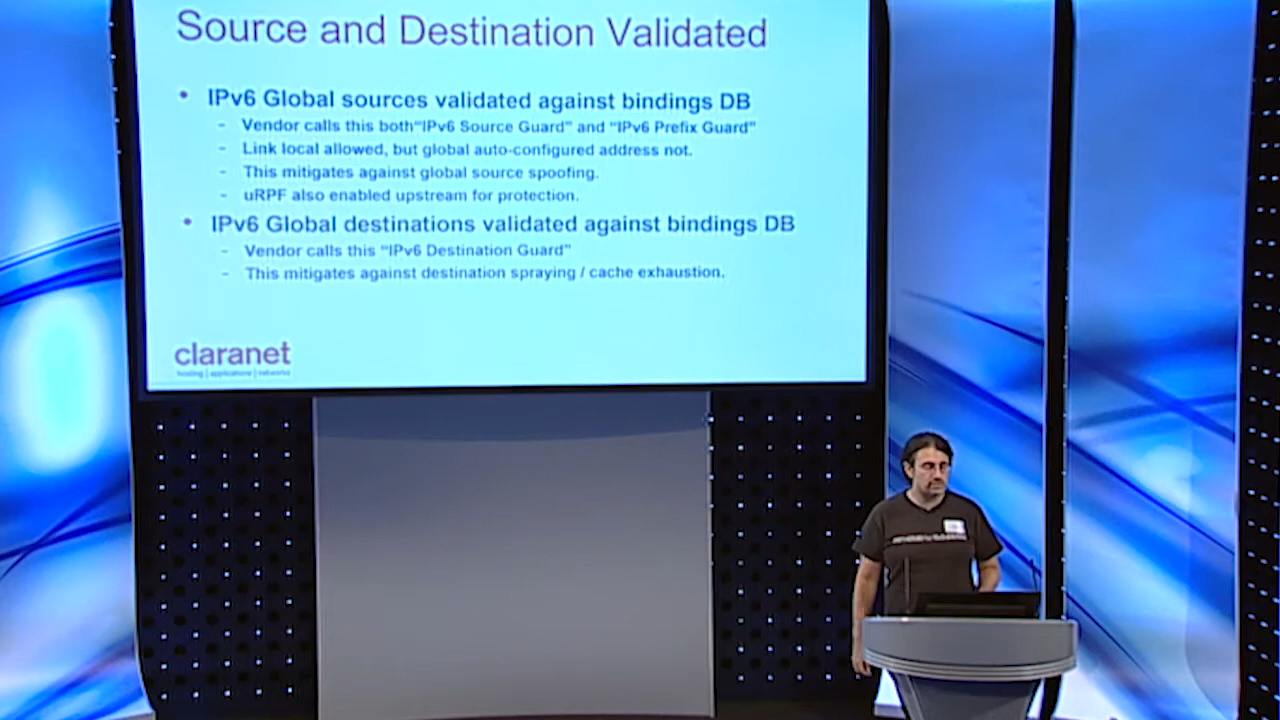 Source and Destination Validated
• IPv6 Global sources validated against bindings DB
- Vendor calls this both"IPv6 Source Guard" and "IPv6 Prefix Guard"
- Link local allowed, but global auto-configured address not.
- This mitigates against global source spoofing.
- uRPF also enabled upstream for protection.
• IPv6 Global destinations validated against bindings DB
- Vendor calls this "IPv6 Destination Guard"
- This mitigates against destination spraying / cache exhaustion.
claranet
hosting | applications | networks